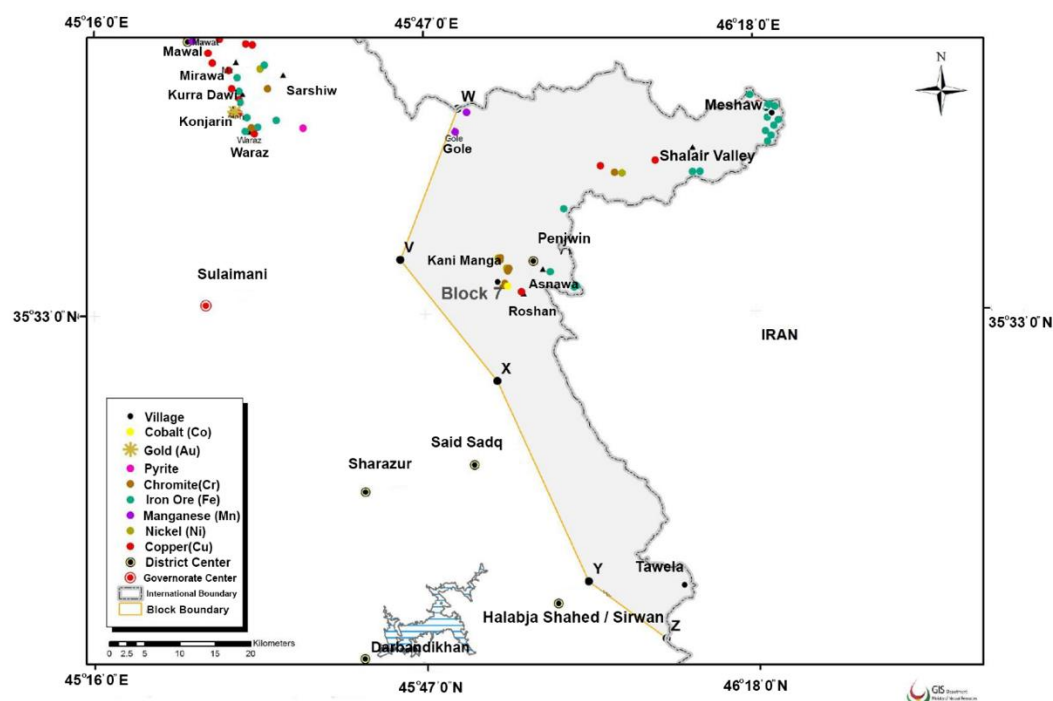 45°16'0"E
45°47'0"E
46°18'0"E
Mawat
Mirawa
Kurra Dawi
Sarshiw
Konjarin
Waraz
Waraz
W
Gole
Gole
Meshaw
Shalair Valley
V
Penjwin
Kani Manga
Asnawa
Block 7
Roshan
Sulaimani
35°33'0"N
35°33'0"N
IRAN
X
Said Sadq
Sharazur
Y
Tawela
Halabja Shahed / Sirwan
Z
Darbandikhan
Village
Cobalt (Co)
Gold (Au)
Pyrite
Chromite(Cr)
Iron Ore (Fe)
Manganese (Mn)
Nickel (Ni)
Copper(Cu)
District Center
Governorate Center
International Boundary
Block Boundary
Kilometers
0 2.5 5 10 15 20
45°16'0"E
45°47'0"N
46°18'0"N
GIS Department